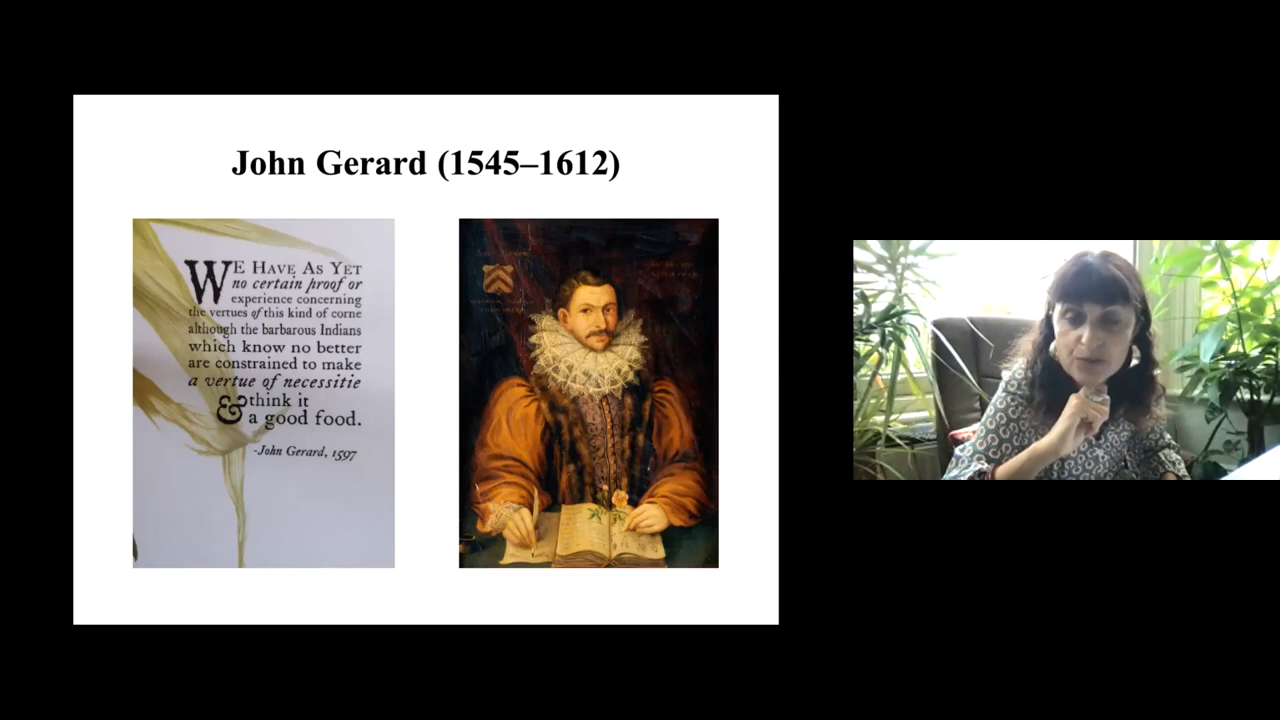 John Gerard (1545–1612)
WE HAVE AS YET
no certain proof or
experience concerning
the vertues of this kind of corne
although the barbarous Indians
which know no better
are constrained to make
a vertue of necessitie
& think it
a good food.
-John Gerard, 1597